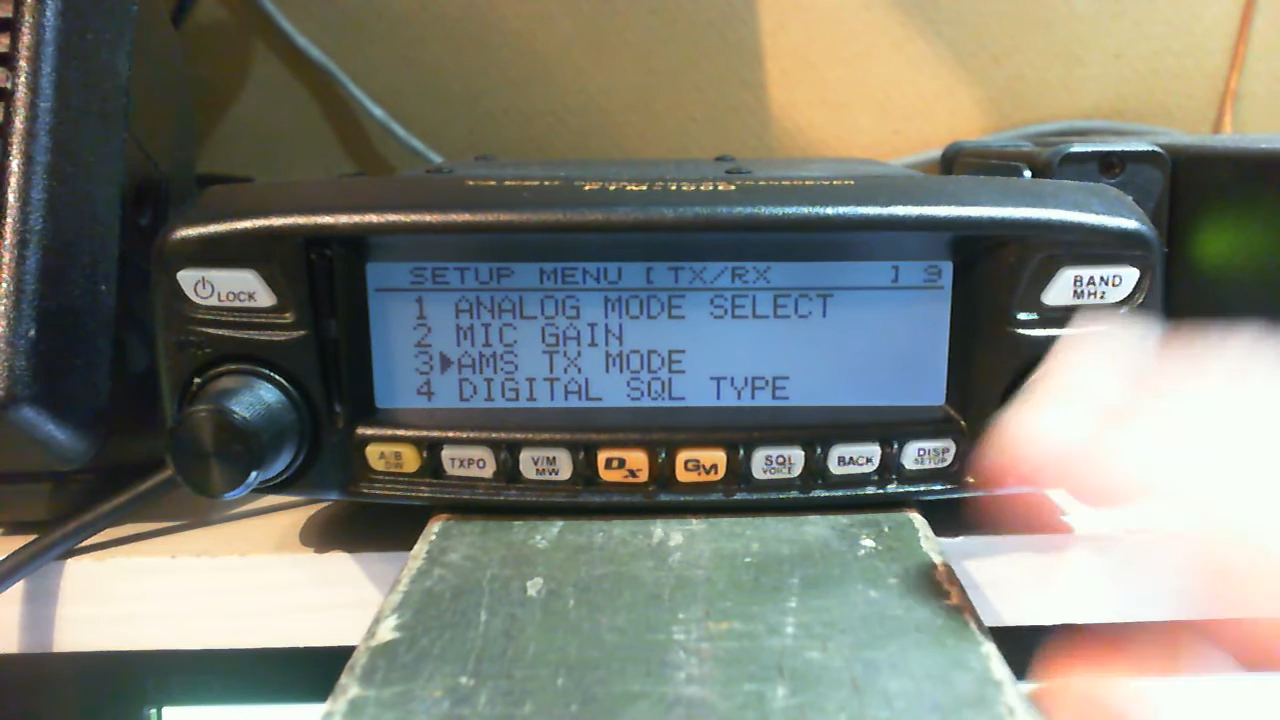 LOCK
SETUP MENU [TX/RX ] 9
1 ANALOG MODE SELECT
2 MIC GAIN
3▶AMS TX MODE
4 DIGITAL SQL TYPE
BAND
MHz
A/B
DW
TXPO
V/M
MW
Dx
GM
SQL
VOICE
BACK
DISP
SETUP